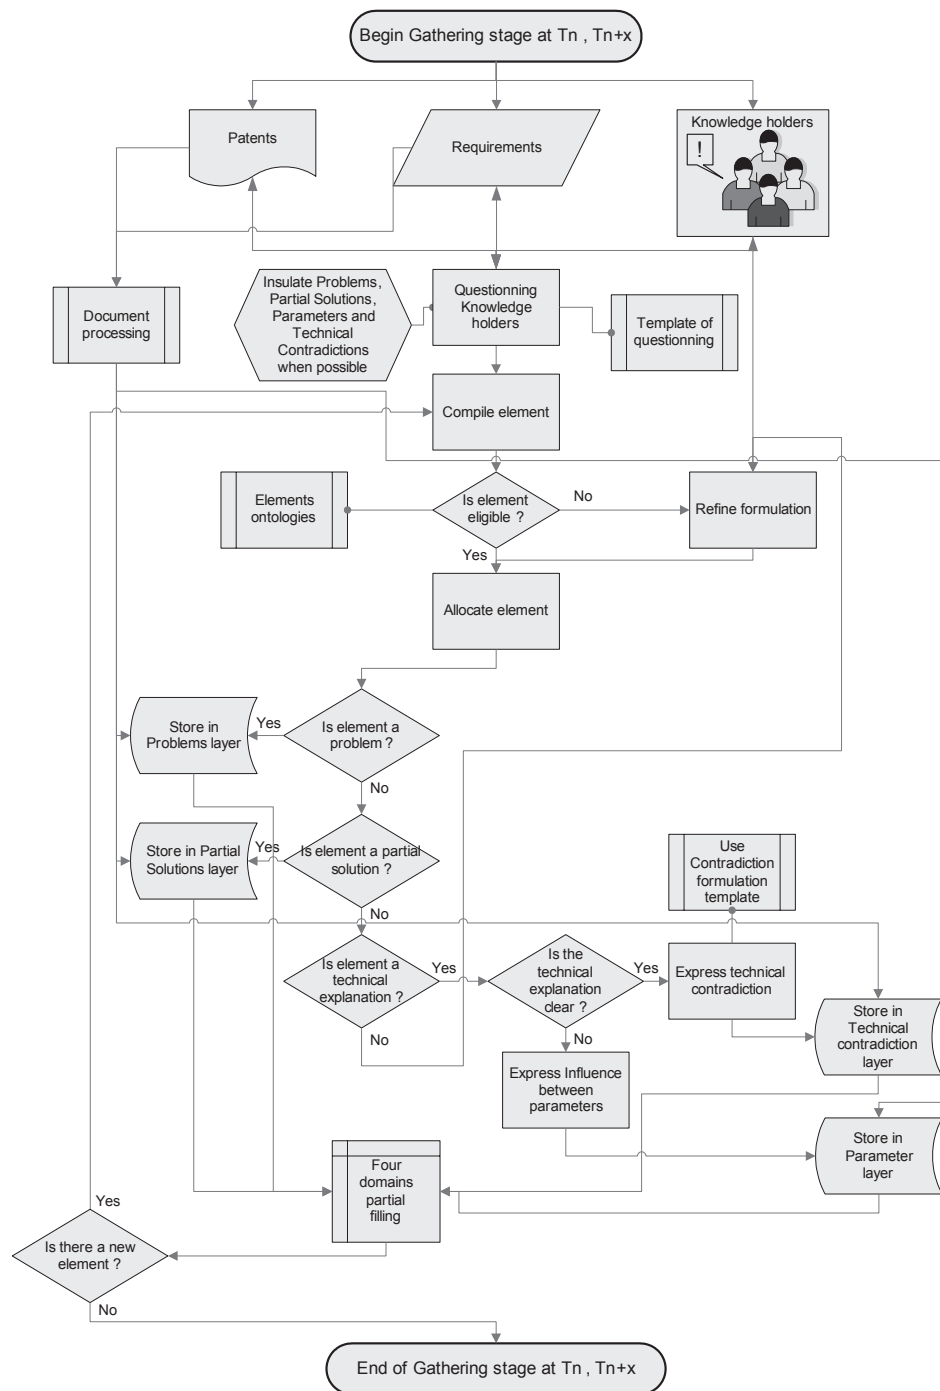 Begin Gathering stage at Tn , Tn+x
Patents
Requirements
Knowledge holders
!
Insulate Problems,
Partial Solutions,
Parameters and
Technical
Contradictions
when possible
Questionning
Knowledge
holders
Document
processing
Template of
questionning
Compile element
Elements
ontologies
Is element
eligible ?
No
Refine formulation
Yes
Allocate element
Store in
Problems layer
Yes
Is element a
problem ?
No
Store in Partial
Solutions layer
Yes
Is element a partial
solution ?
No
Use
Contradiction
formulation
template
Is element a
technical
explanation ?
Yes
Is the
technical
explanation
clear ?
Yes
Express technical
contradiction
No
No
Store in
Technical
contradiction
layer
Express Influence
between
parameters
Store in
Parameter
layer
Four
domains
partial
filling
Yes
Is there a new
element ?
No
End of Gathering stage at Tn , Tn+x